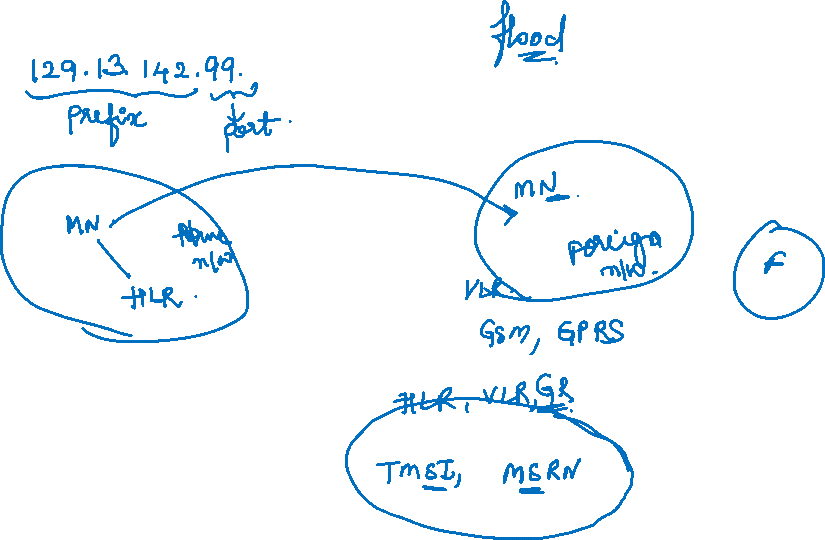 flood
129.13.142.99.
prefix port.
MN
Home
n/w
HLR.
MN.
foreign
n/w.
VLR
F
GSM, GPRS
HLR, VLR, GR.
TMSI, MSRN